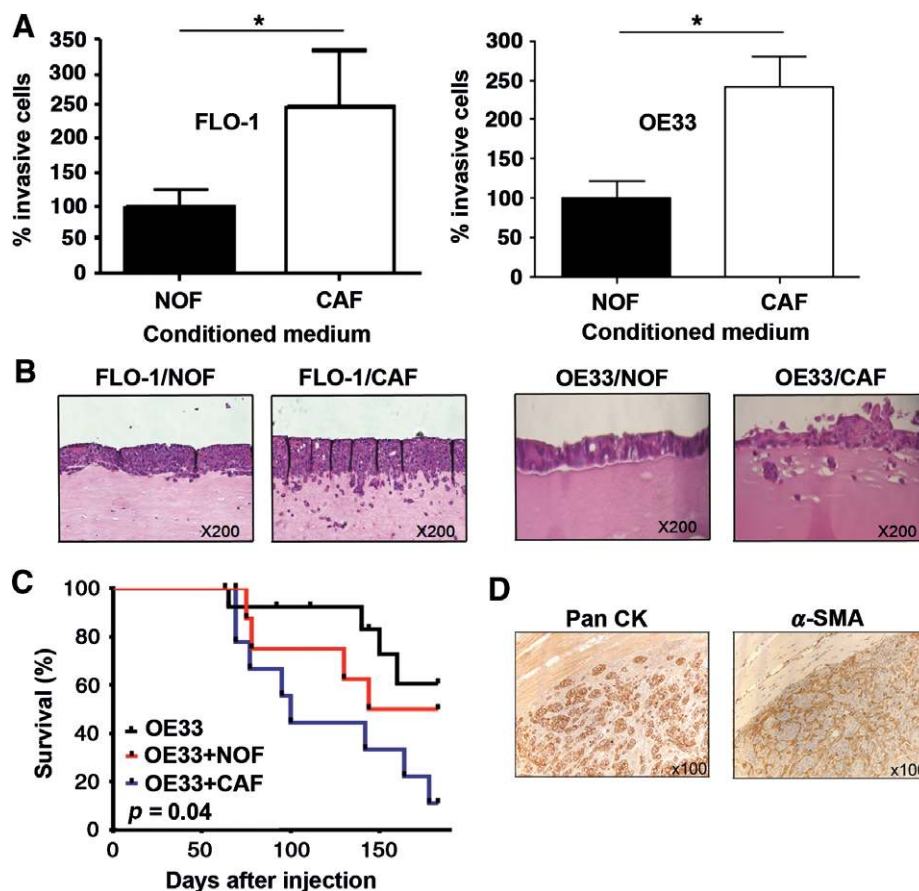 A
*
% invasive cells
350
300
250
150
100
50
0
FLO-1
NOF
CAF
Conditioned medium
*
% invasive cells
300
250
200
150
100
50
0
OE33
NOF
CAF
Conditioned medium
B
FLO-1/NOF
FLO-1/CAF
OE33/NOF
OE33/CAF
X200
X200
X200
X200
C
Survival (%)
100
80
60
40
20
0
OE33
OE33+NOF
OE33+CAF
p = 0.04
0
50
100
150
Days after injection
D
Pan CK
α-SMA
x100
x100